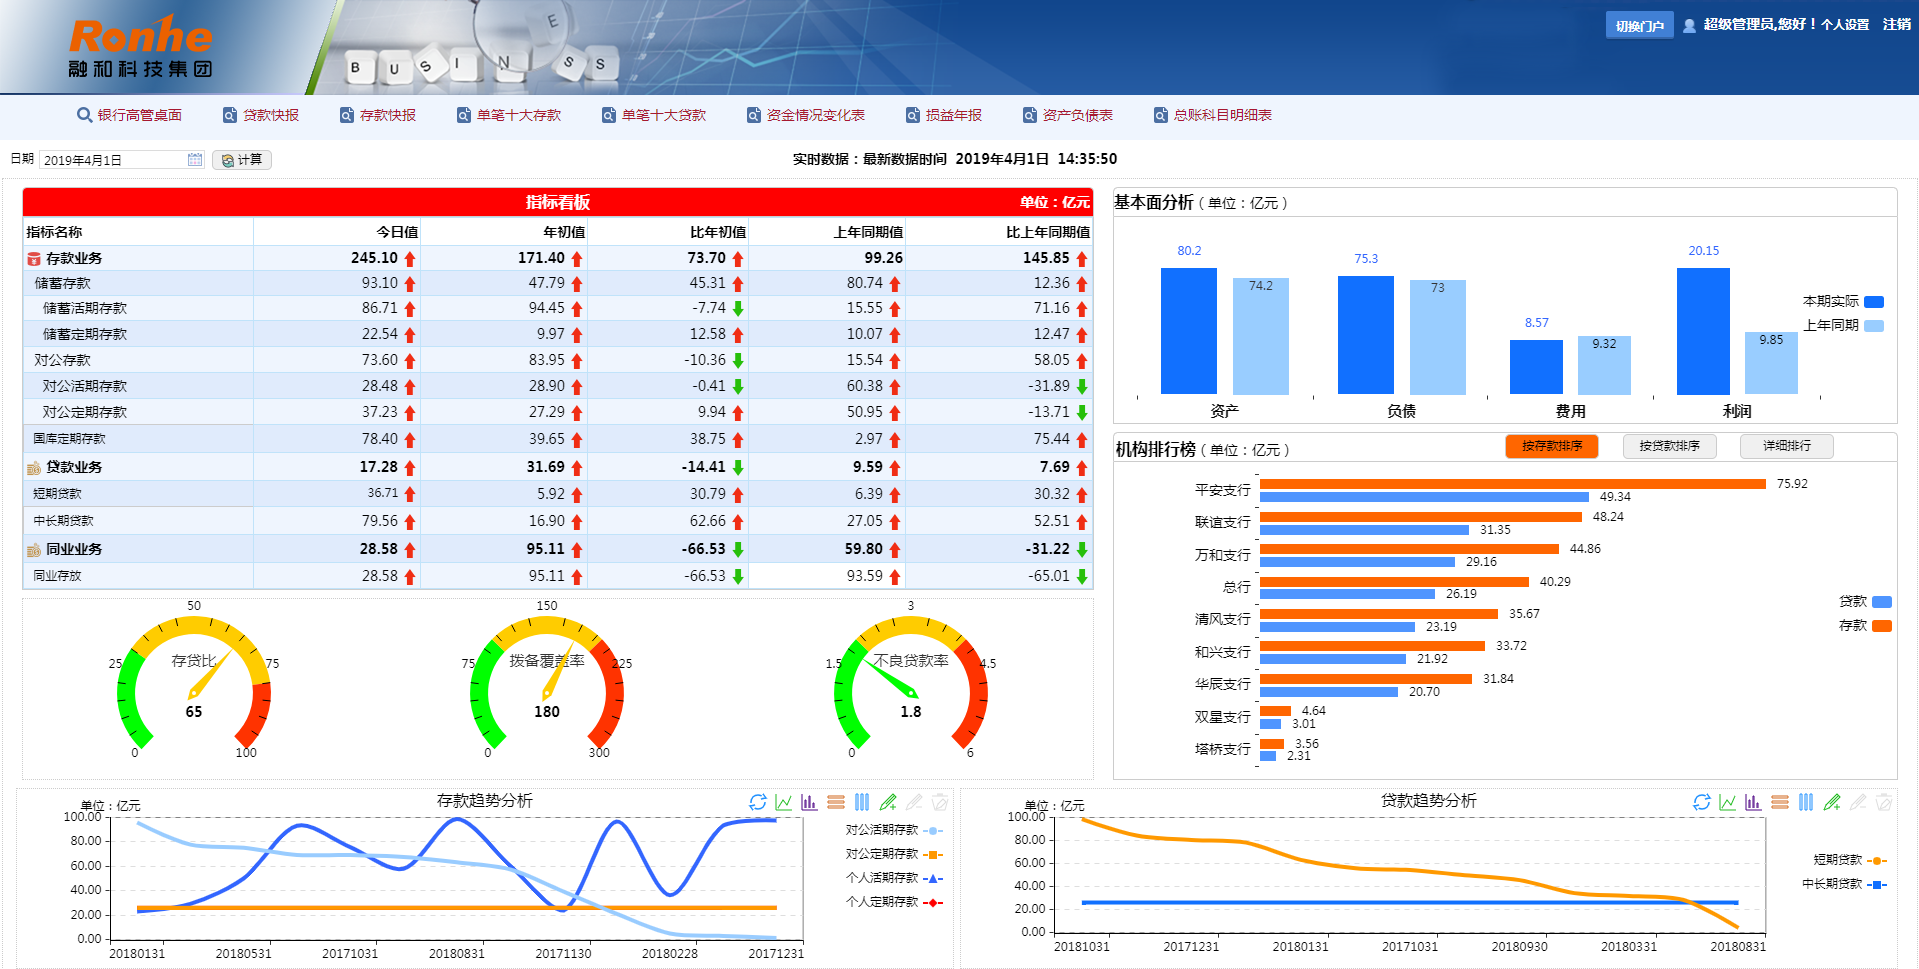 Ronhe
融和科技集团
B U S I N E S S
切换门户 超级管理员,您好！ 个人设置 注销
银行高管桌面 贷款快报 存款快报 单笔十大存款 单笔十大贷款 资金情况变化表 损益年报 资产负债表 总账科目明细表
日期 2019年4月1日 计算
实时数据：最新数据时间 2019年4月1日 14:35:50
指标看板 单位：亿元
指标名称 今日值 年初值 比年初值 上年同期值 比上年同期值
存款业务 245.10 171.40 73.70 99.26 145.85
储蓄存款 93.10 47.79 45.31 80.74 12.36
储蓄活期存款 86.71 94.45 -7.74 15.55 71.16
储蓄定期存款 22.54 9.97 12.58 10.07 12.47
对公存款 73.60 83.95 -10.36 15.54 58.05
对公活期存款 28.48 28.90 -0.41 60.38 -31.89
对公定期存款 37.23 27.29 9.94 50.95 -13.71
国库定期存款 78.40 39.65 38.75 2.97 75.44
贷款业务 17.28 31.69 -14.41 9.59 7.69
短期贷款 36.71 5.92 30.79 6.39 30.32
中长期贷款 79.56 16.90 62.66 27.05 52.51
同业业务 28.58 95.11 -66.53 59.80 -31.22
同业存放 28.58 95.11 -66.53 93.59 -65.01
50
25 存贷比 75
65
0 100
150
75 拨备覆盖率 225
180
0 300
3
1.5 不良贷款率 4.5
1.8
0 6
基本面分析（单位：亿元）
80.2 74.2 75.3 73 8.57 9.32 20.15 9.85
本期实际
上年同期
资产 负债 费用 利润
机构排行榜（单位：亿元） 按存款排序 按贷款排序 详细排行
平安支行 75.92
49.34
联谊支行 48.24
31.35
万和支行 44.86
29.16
总行 40.29
26.19
清风支行 35.67
23.19
和兴支行 33.72
21.92
华辰支行 31.84
20.70
双星支行 4.64
3.01
塔桥支行 3.56
2.31
贷款
存款
存款趋势分析
单位：亿元
100.00
80.00
60.00
40.00
20.00
0.00
20180131 20180531 20171031 20180831 20171130 20180228 20171231
对公活期存款
对公定期存款
个人活期存款
个人定期存款
贷款趋势分析
单位：亿元
100.00
80.00
60.00
40.00
20.00
0.00
20181031 20171231 20180131 20171031 20180930 20180331 20180831
短期贷款
中长期贷款